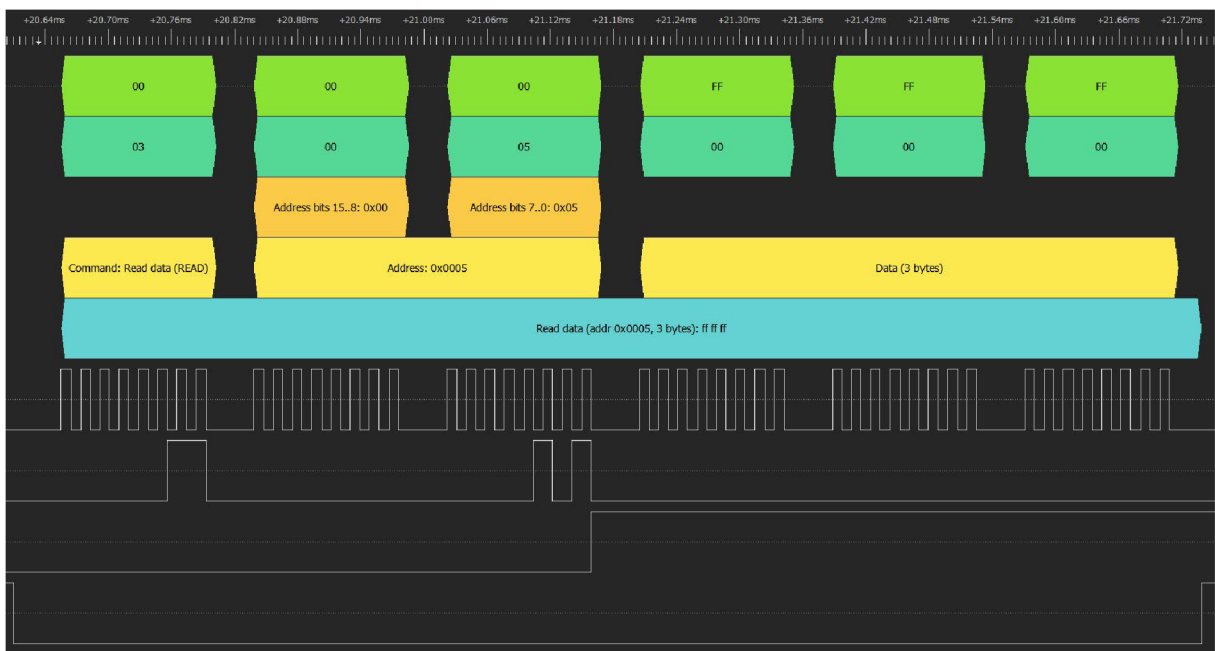 +20.64ms +20.70ms +20.76ms +20.82ms +20.88ms +20.94ms +21.00ms +21.06ms +21.12ms +21.18ms +21.24ms +21.30ms +21.36ms +21.42ms +21.48ms +21.54ms +21.60ms +21.66ms +21.72ms
00 00 00 FF FF FF
03 00 05 00 00 00
Address bits 15..8: 0x00 Address bits 7..0: 0x05
Command: Read data (READ) Address: 0x0005 Data (3 bytes)
Read data (addr 0x0005, 3 bytes): ff ff ff